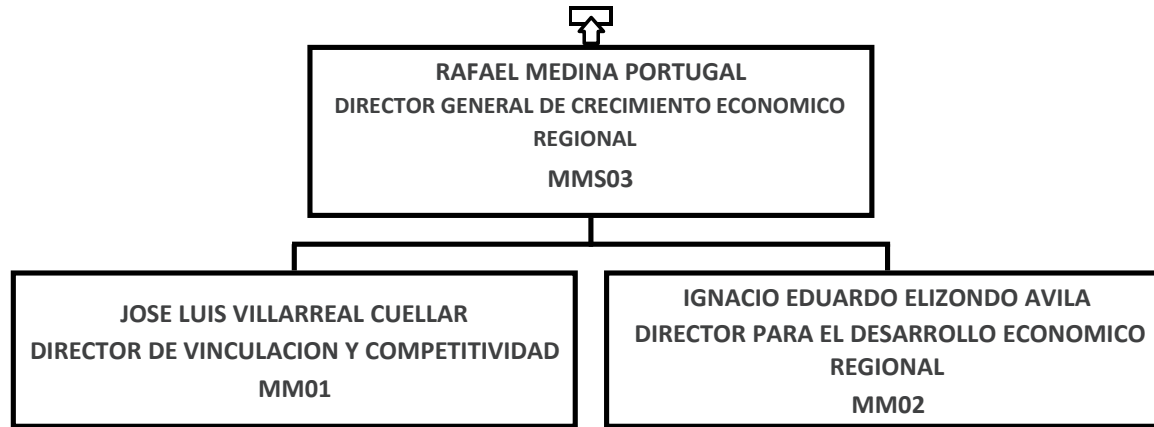 RAFAEL MEDINA PORTUGAL
DIRECTOR GENERAL DE CRECIMIENTO ECONOMICO
REGIONAL
MMS03
JOSE LUIS VILLARREAL CUELLAR
DIRECTOR DE VINCULACION Y COMPETITIVIDAD
MM01
IGNACIO EDUARDO ELIZONDO AVILA
DIRECTOR PARA EL DESARROLLO ECONOMICO
REGIONAL
MM02